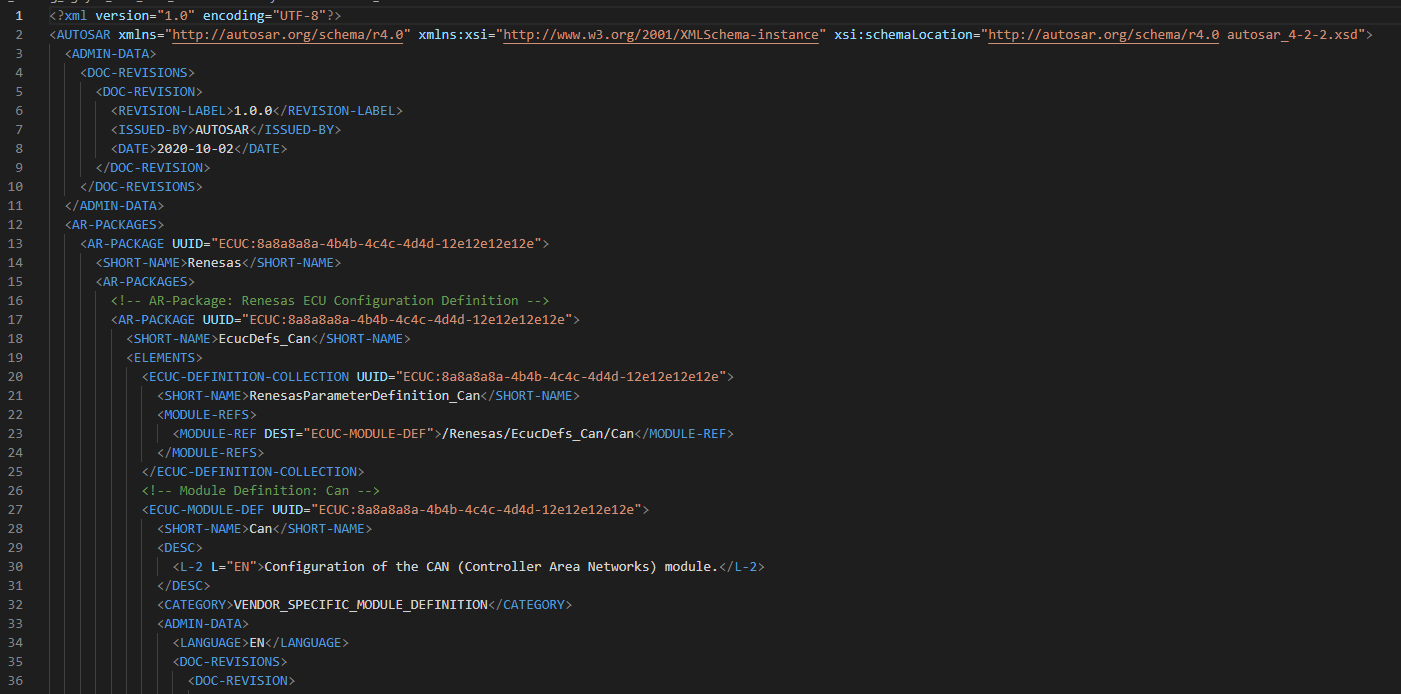 1 <?xml version="1.0" encoding="UTF-8"?>
2 <AUTOSAR xmlns="http://autosar.org/schema/r4.0" xmlns:xsi="http://www.w3.org/2001/XMLSchema-instance" xsi:schemaLocation="http://autosar.org/schema/r4.0 autosar_4-2-2.xsd">
3 <ADMIN-DATA>
4 <DOC-REVISIONS>
5 <DOC-REVISION>
6 <REVISION-LABEL>1.0.0</REVISION-LABEL>
7 <ISSUED-BY>AUTOSAR</ISSUED-BY>
8 <DATE>2020-10-02</DATE>
9 </DOC-REVISION>
10 </DOC-REVISIONS>
11 </ADMIN-DATA>
12 <AR-PACKAGES>
13 <AR-PACKAGE UUID="ECUC:8a8a8a8a-4b4b-4c4c-4d4d-12e12e12e12e">
14 <SHORT-NAME>Renesas</SHORT-NAME>
15 <AR-PACKAGES>
16 <!-- AR-Package: Renesas ECU Configuration Definition -->
17 <AR-PACKAGE UUID="ECUC:8a8a8a8a-4b4b-4c4c-4d4d-12e12e12e12e">
18 <SHORT-NAME>EcucDefs_Can</SHORT-NAME>
19 <ELEMENTS>
20 <ECUC-DEFINITION-COLLECTION UUID="ECUC:8a8a8a8a-4b4b-4c4c-4d4d-12e12e12e12e">
21 <SHORT-NAME>RenesasParameterDefinition_Can</SHORT-NAME>
22 <MODULE-REFS>
23 <MODULE-REF DEST="ECUC-MODULE-DEF">/Renesas/EcucDefs_Can/Can</MODULE-REF>
24 </MODULE-REFS>
25 </ECUC-DEFINITION-COLLECTION>
26 <!-- Module Definition: Can -->
27 <ECUC-MODULE-DEF UUID="ECUC:8a8a8a8a-4b4b-4c4c-4d4d-12e12e12e12e">
28 <SHORT-NAME>Can</SHORT-NAME>
29 <DESC>
30 <L-2 L="EN">Configuration of the CAN (Controller Area Networks) module.</L-2>
31 </DESC>
32 <CATEGORY>VENDOR_SPECIFIC_MODULE_DEFINITION</CATEGORY>
33 <ADMIN-DATA>
34 <LANGUAGE>EN</LANGUAGE>
35 <DOC-REVISIONS>
36 <DOC-REVISION>